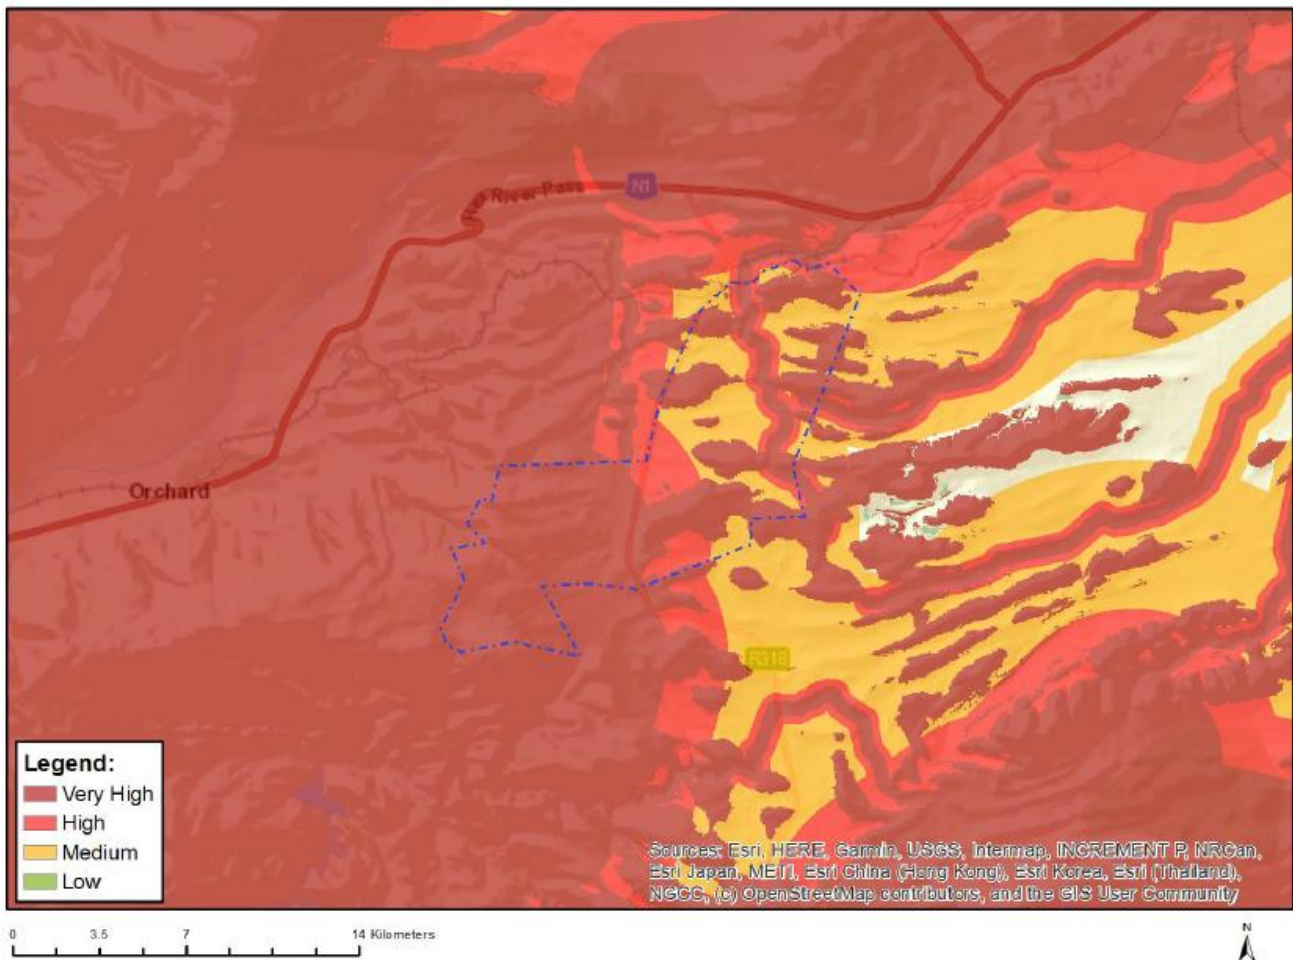 Hex River Pass
N1
Orchard
R318
Legend:
Very High
High
Medium
Low
Sources: Esri, HERE, Garmin, USGS, Intermap, INCREMENT P, NRCan,
Esri Japan, METI, Esri China (Hong Kong), Esri Korea, Esri (Thailand),
NGCC, (c) OpenStreetMap contributors, and the GIS User Community
0 3.5 7 14 Kilometers
N